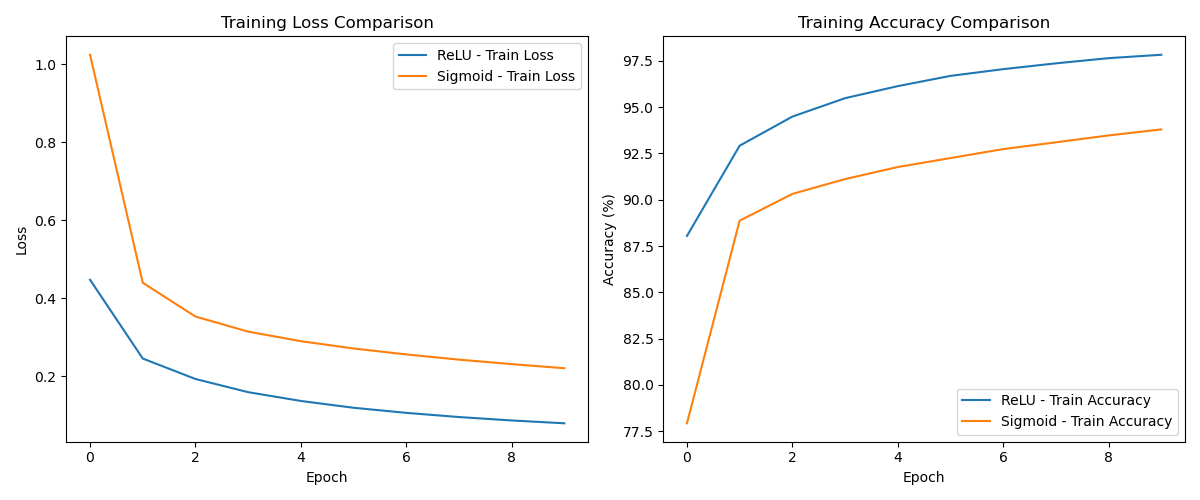 Training Loss Comparison
ReLU - Train Loss
Sigmoid - Train Loss
1.0
0.8
0.6
0.4
0.2
Loss
0 2 4 6 8
Epoch
Training Accuracy Comparison
97.5
95.0
92.5
90.0
87.5
85.0
82.5
80.0
77.5
Accuracy (%)
ReLU - Train Accuracy
Sigmoid - Train Accuracy
0 2 4 6 8
Epoch